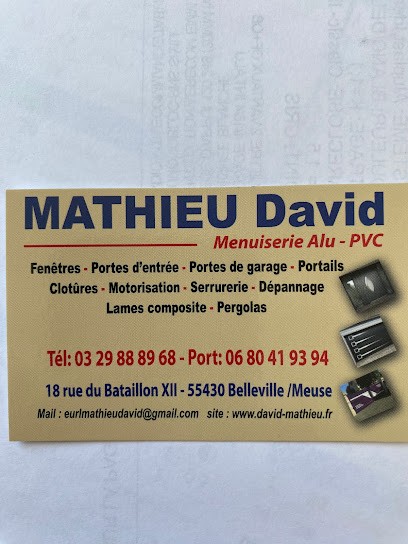 MATHIEU David
Menuiserie Alu - PVC
Fenêtres - Portes d'entrée - Portes de garage - Portails
Clotûres - Motorisation - Serrurerie - Dépannage
Lames composite - Pergolas
Tél: 03 29 88 89 68 - Port: 06 80 41 93 94
18 rue du Bataillon XII - 55430 Belleville /Meuse
Mail : eurlmathieudavid@gmail.com site : www.david-mathieu.fr